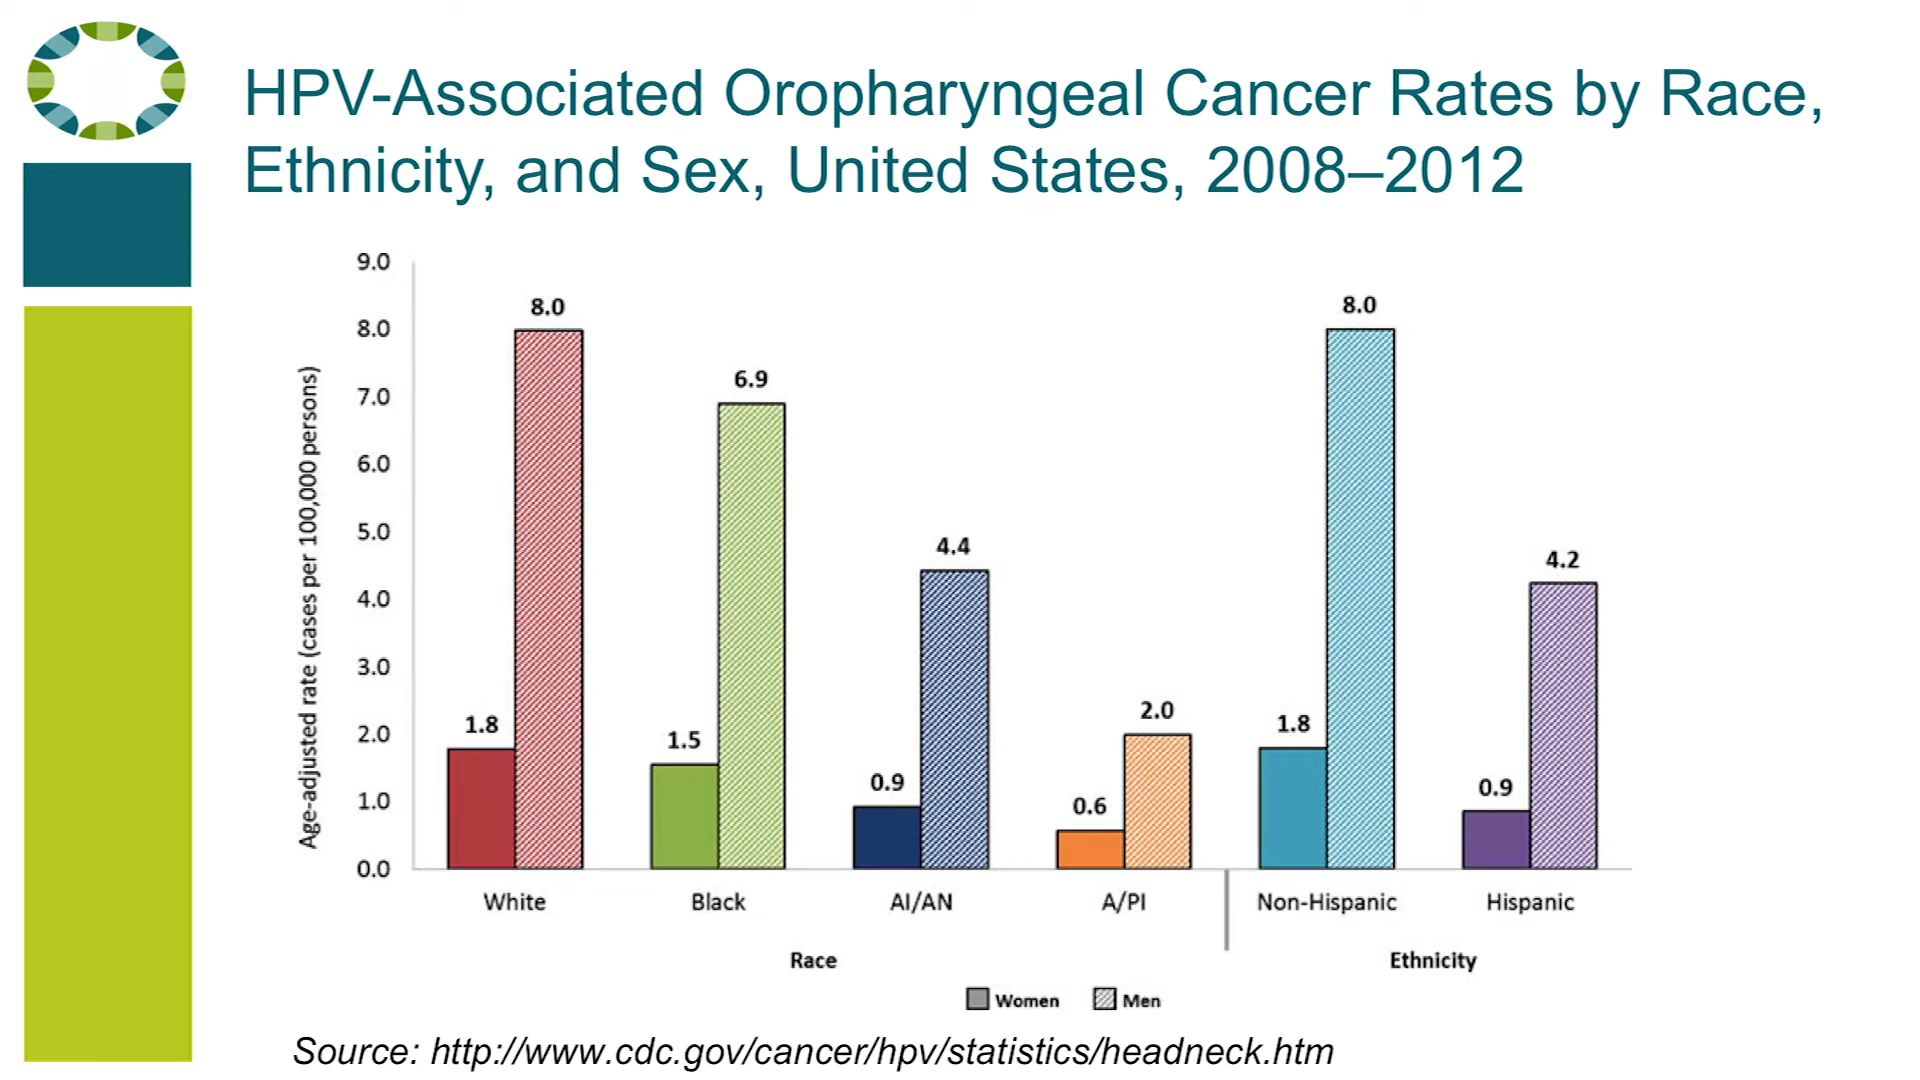 HPV-Associated Oropharyngeal Cancer Rates by Race,
Ethnicity, and Sex, United States, 2008–2012
Age-adjusted rate (cases per 100,000 persons)
9.0
8.0
7.0
6.0
5.0
4.0
3.0
2.0
1.0
0.0
1.8
8.0
1.5
6.9
0.9
4.4
0.6
2.0
1.8
8.0
0.9
4.2
White
Black
AI/AN
A/PI
Non-Hispanic
Hispanic
Race
Ethnicity
Women
Men
Source: http://www.cdc.gov/cancer/hpv/statistics/headneck.htm